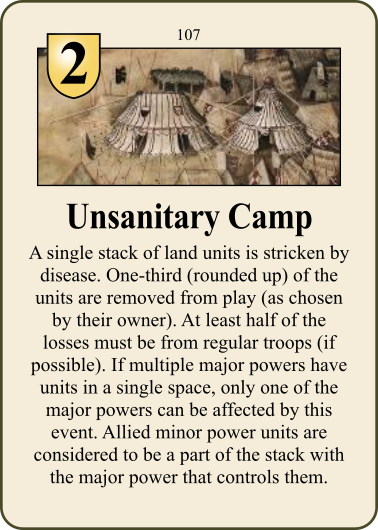 107
2
Unsanitary Camp
A single stack of land units is stricken by
disease. One-third (rounded up) of the
units are removed from play (as chosen
by their owner). At least half of the
losses must be from regular troops (if
possible). If multiple major powers have
units in a single space, only one of the
major powers can be affected by this
event. Allied minor power units are
considered to be a part of the stack with
the major power that controls them.